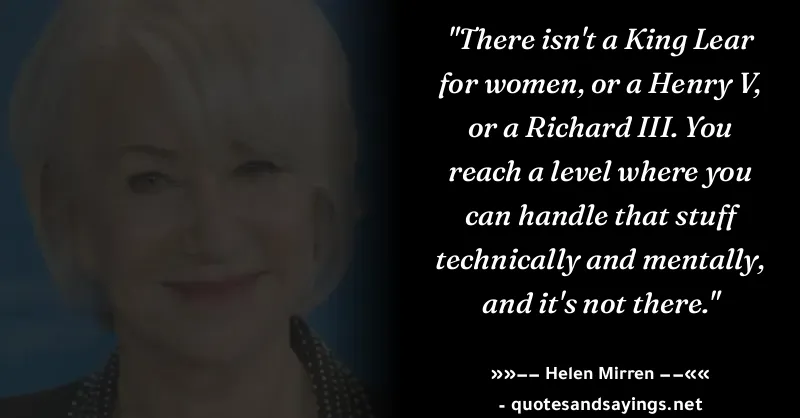 "There isn't a King Lear
for women, or a Henry V,
or a Richard III. You
reach a level where you
can handle that stuff
technically and mentally,
and it's not there."
»»–– Helen Mirren ––««
- quotesandsayings.net